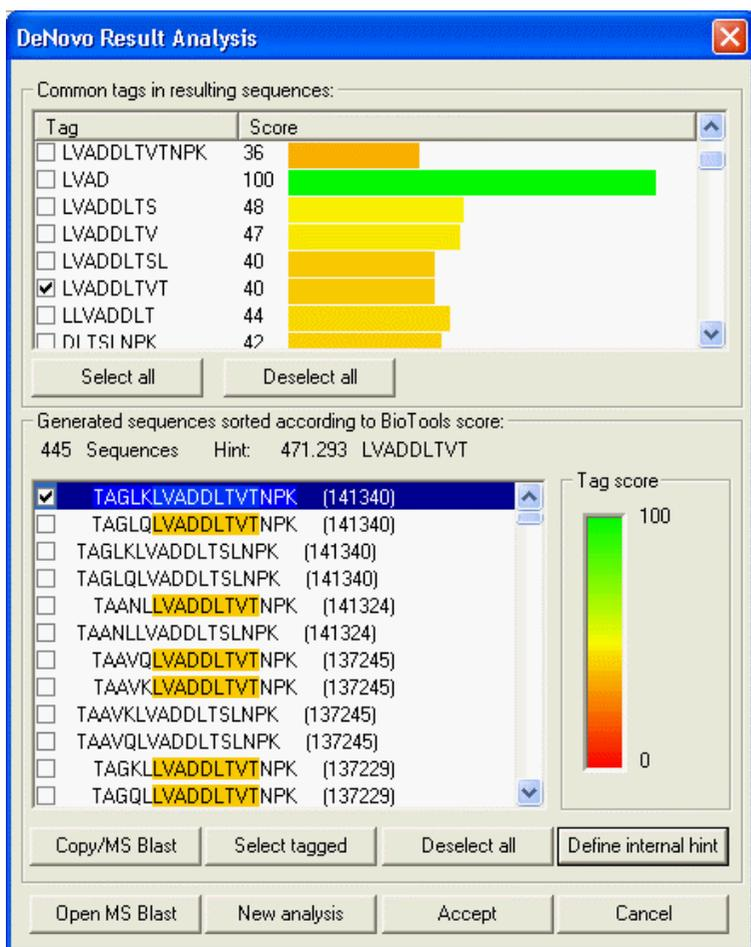 DeNovo Result Analysis
Common tags in resulting sequences:
Tag Score
LVADDLTVTNPK 36
LVAD 100
LVADDLTS 48
LVADDLTV 47
LVADDLTSL 40
LVADDLTVT 40
LLVADDLT 44
DLTSLNPK 42
Select all Deselect all
Generated sequences sorted according to BioTools score:
445 Sequences Hint: 471.293 LVADDLTVT
TAGLKLVADDLTVTNPK (141340)
TAGLQLVADDLTVTNPK (141340)
TAGLKLVADDLTSLNPK (141340)
TAGLQLVADDLTSLNPK (141340)
TAANLLVADDLTVTNPK (141324)
TAANLLVADDLTSLNPK (141324)
TAAVQLVADDLTVTNPK (137245)
TAAVKLVADDLTVTNPK (137245)
TAAVKLVADDLTSLNPK (137245)
TAAVQLVADDLTSLNPK (137245)
TAGKLLVADDLTVTNPK (137229)
TAGQLLVADDLTVTNPK (137229)
Tag score
100
0
Copy/MS Blast Select tagged Deselect all Define internal hint
Open MS Blast New analysis Accept Cancel